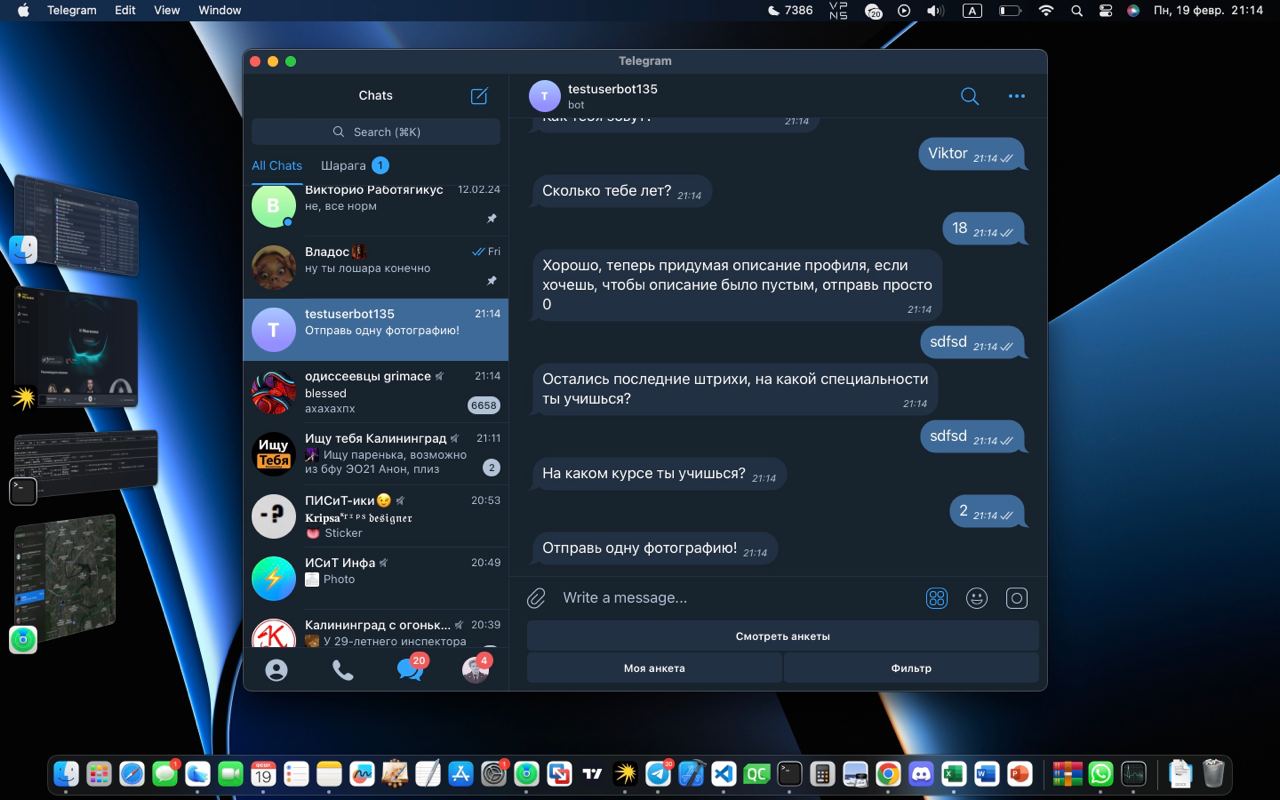 Telegram Edit View Window
7386
VPNS
20
A
Пн, 19 февр. 21:14
Telegram
Chats
Search (⌘K)
All Chats Шарага 1
Викторио Работягикус 12.02.24
не, все норм
В
Владос Fri
ну ты лошара конечно
testuserbot135 21:14
Отправь одну фотографию!
T
одиссеевцы grimace 21:14
blessed
ахахахпх 6658
Ищу тебя Калининград 21:11
Ищу паренька, возможно
из бфу ЭО21 Анон, плиз 2
Ищу
Тебя
ПИСиТ-ики😉 20:53
-?
Sticker
ИСиТ Инфа 20:49
Photo
Калининград с огоньк... 20:39
У 29-летнего инспектора
20
4
T
testuserbot135
bot
Как тебя зовут? 21:14
Viktor 21:14
Сколько тебе лет? 21:14
18 21:14
Хорошо, теперь придумая описание профиля, если
хочешь, чтобы описание было пустым, отправь просто
0 21:14
sdfsd 21:14
Остались последние штрихи, на какой специальности
ты учишься? 21:14
sdfsd 21:14
На каком курсе ты учишься? 21:14
2 21:14
Отправь одну фотографию! 21:14
Write a message...
Смотреть анкеты
Моя анкета Фильтр
19
QC